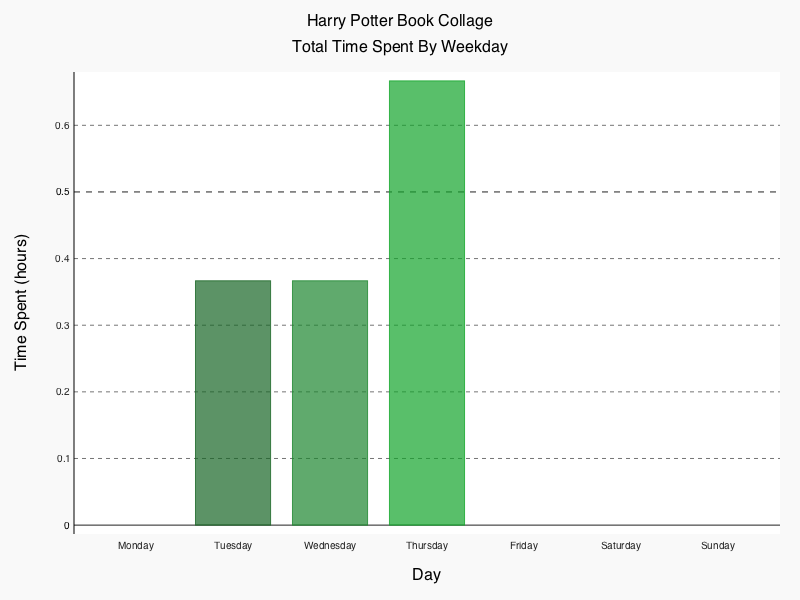 Harry Potter Book Collage
Total Time Spent By Weekday
Time Spent (hours)
0.6
0.5
0.4
0.3
0.2
0.1
0
Monday Tuesday Wednesday Thursday Friday Saturday Sunday
Day